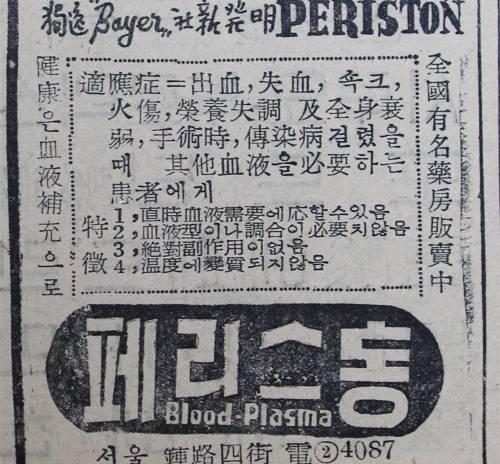 獨逸 "Bayer" 社新発明 PERISTON
全國有名藥房販賣中
適應症=出血, 失血, 속크,
火傷, 榮養失調 及 全身衰
弱, 手術時, 傳染病 걸렸을
때 其他血液을 必要하는
患者에게
特徵
1, 直時血液需要에 応할수있음
2, 血液型이나 調合이 必要치않음
3, 絶對副作用이없음
4, 溫度에變質되지않음
健康은血液補充으로
페리스통
Blood Plasma
서울 鍾路四街 電②4087